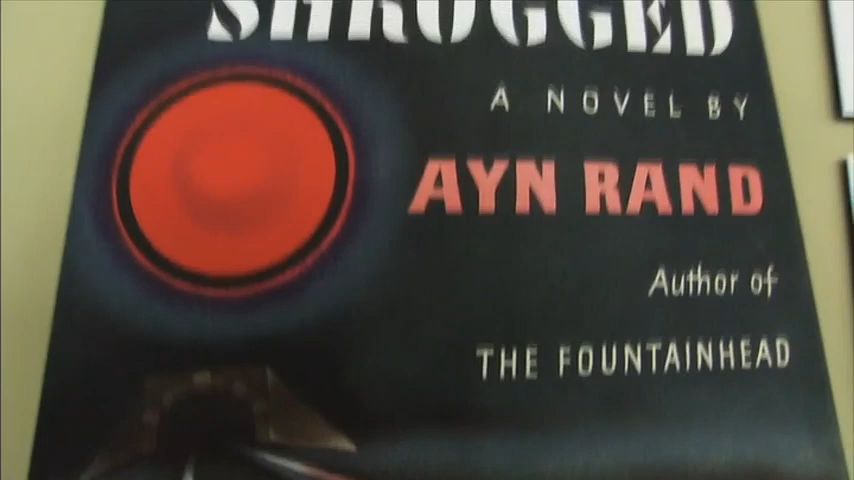 SHRUGGED
A NOVEL BY
AYN RAND
Author of
THE FOUNTAINHEAD